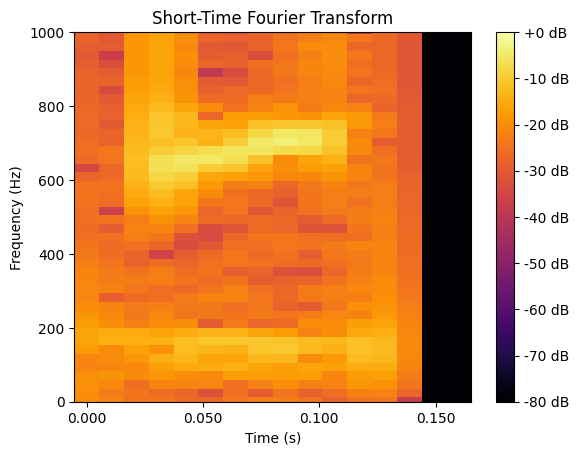 Short-Time Fourier Transform
1000
800
600
400
200
0
Frequency (Hz)
0.000
0.050
0.100
0.150
Time (s)
+0 dB
-10 dB
-20 dB
-30 dB
-40 dB
-50 dB
-60 dB
-70 dB
-80 dB